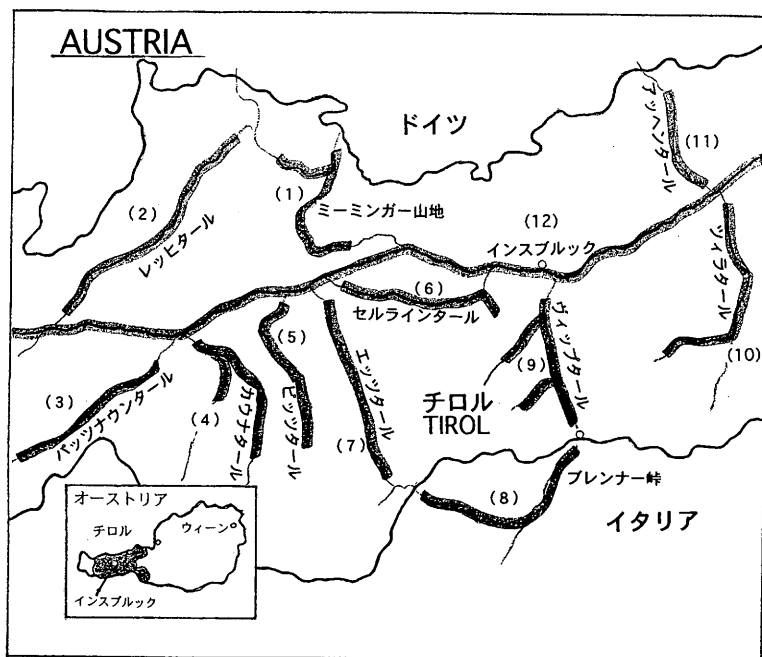 AUSTRIA
ドイツ
アッヘンタール
(11)
(1)
(2)
ミーミンガー山地
(12)
レッヒタール
インスブルック
ツィラタール
(6)
セルラインタール
(5)
エッツタール
ヴィップタール
(9)
(10)
(3)
パッツナウンタール
(4)
カウナタール
ピッツタール
チロル
TIROL
(7)
ブレンナー峠
(8)
イタリア
オーストリア
チロル
ウィーン
インスブルック